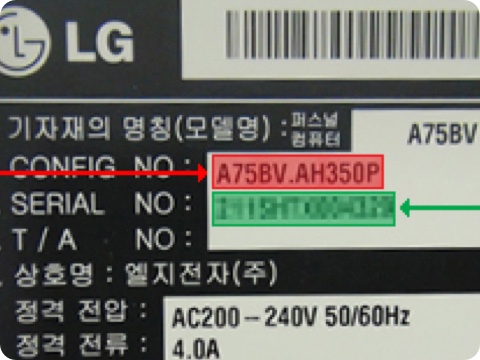 LG
기자재의 명칭(모델명) : 퍼스널 컴퓨터 A75BV
CONFIG NO : A75BV.AH350P
SERIAL NO :
T / A NO :
상호명 : 엘지전자(주)
정격 전압 : AC200-240V 50/60Hz
정격 전류 : 4.0A